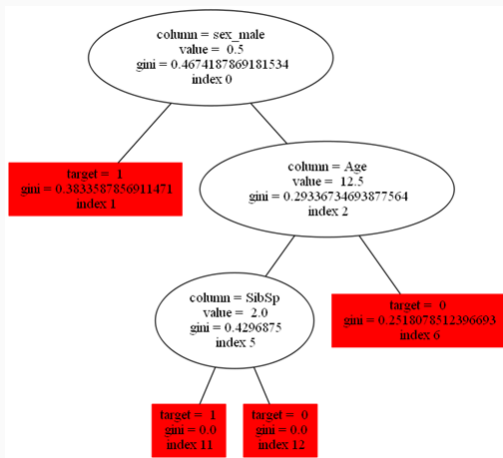 column = sex_male
value = 0.5
gini = 0.4674187869181534
index 0
target = 1
gini = 0.3833587856911471
index 1
column = Age
value = 12.5
gini = 0.29336734693877564
index 2
column = SibSp
value = 2.0
gini = 0.4296875
index 5
target = 0
gini = 0.2518078512396693
index 6
target = 1
gini = 0.0
index 11
target = 0
gini = 0.0
index 12